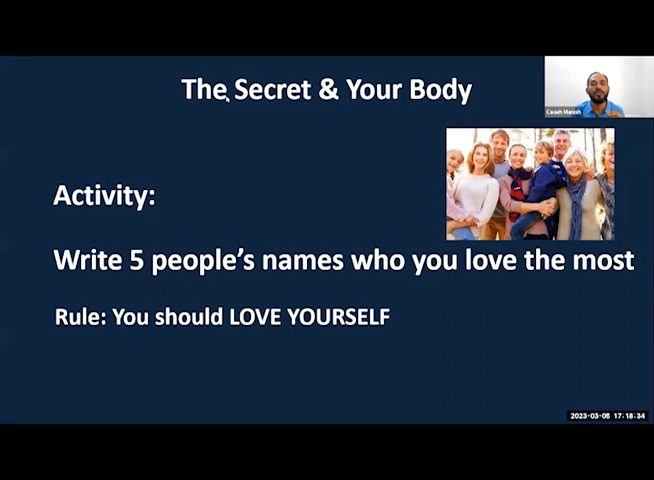 The Secret & Your Body
Coach Manish
Activity:
Write 5 people's names who you love the most
Rule: You should LOVE YOURSELF
2023-03-05 17:18:34